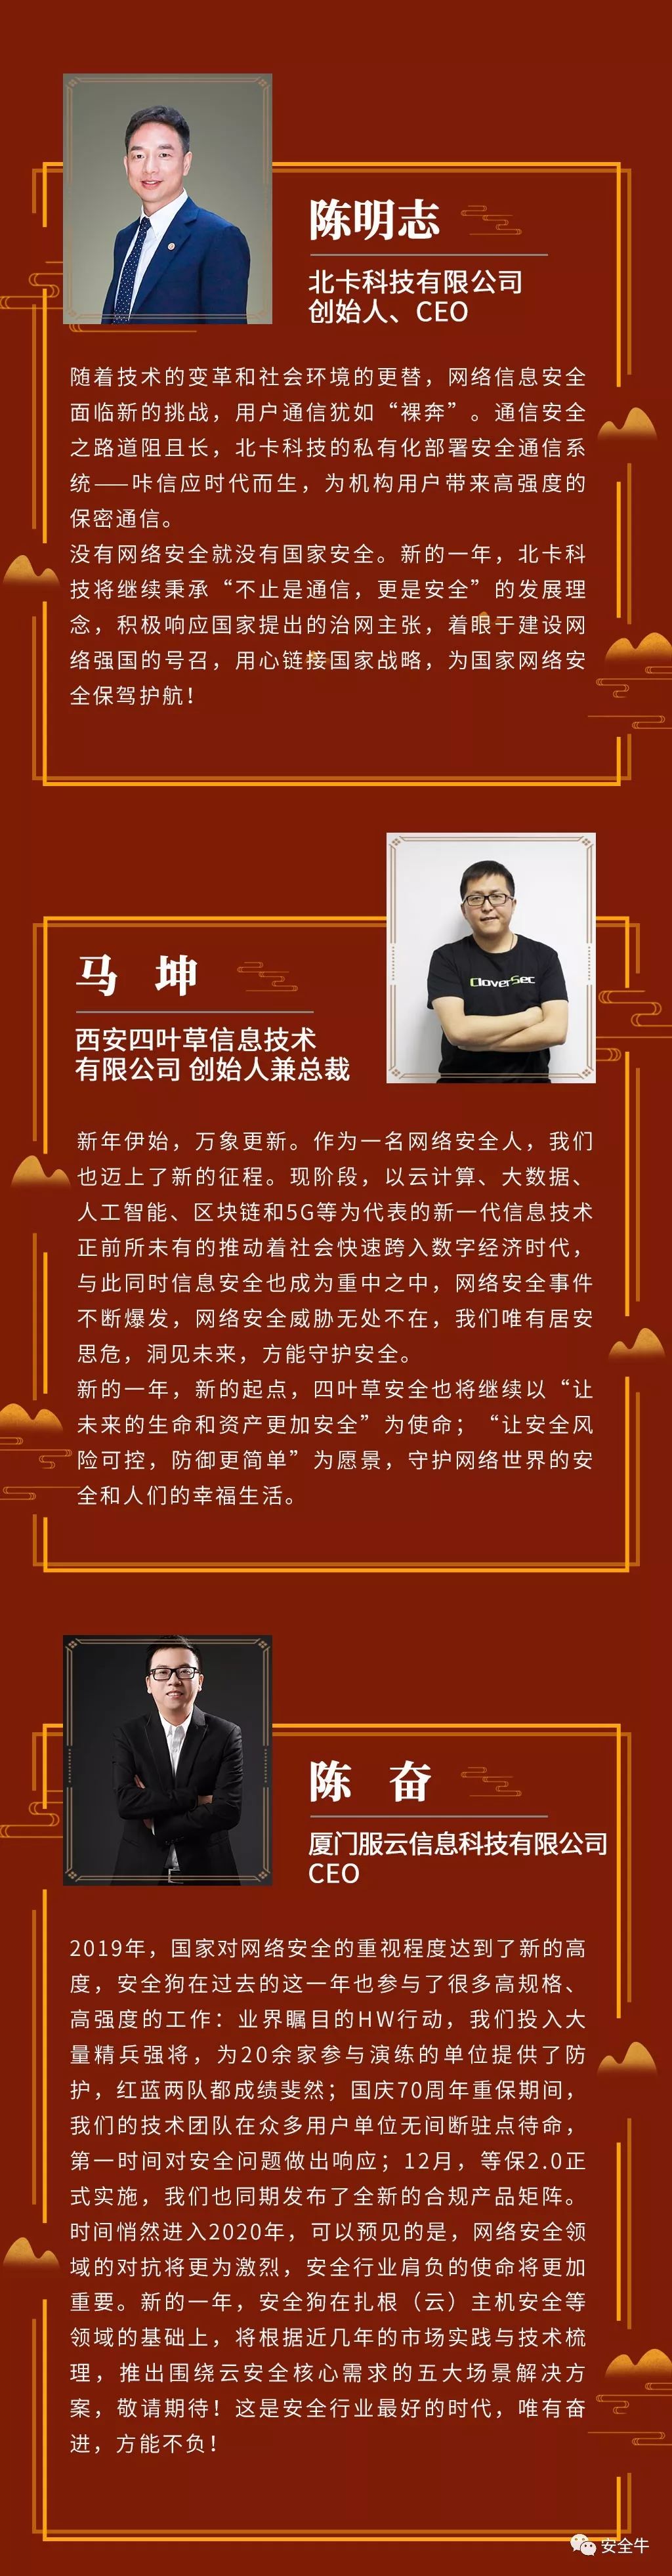 陈明志
北卡科技有限公司
创始人、CEO
随着技术的变革和社会环境的更替，网络信息安全
面临新的挑战，用户通信犹如“裸奔”。通信安全
之路道阻且长，北卡科技的私有化部署安全通信系
统——咔信应时代而生，为机构用户带来高强度的
保密通信。
没有网络安全就没有国家安全。新的一年，北卡科
技将继续秉承“不止是通信，更是安全”的发展理
念，积极响应国家提出的治网主张，着眼于建设网
络强国的号召，用心链接国家战略，为国家网络安
全保驾护航！
CloverSec
马 坤
西安四叶草信息技术
有限公司 创始人兼总裁
新年伊始，万象更新。作为一名网络安全人，我们
也迈上了新的征程。现阶段，以云计算、大数据、
人工智能、区块链和5G等为代表的新一代信息技术
正前所未有的推动着社会快速跨入数字经济时代，
与此同时信息安全也成为重中之中，网络安全事件
不断爆发，网络安全威胁无处不在，我们唯有居安
思危，洞见未来，方能守护安全。
新的一年，新的起点，四叶草安全也将继续以“让
未来的生命和资产更加安全”为使命；“让安全风
险可控，防御更简单”为愿景，守护网络世界的安
全和人们的幸福生活。
陈 奋
厦门服云信息科技有限公司
CEO
2019年，国家对网络安全的重视程度达到了新的高
度，安全狗在过去的这一年也参与了很多高规格、
高强度的工作：业界瞩目的HW行动，我们投入大
量精兵强将，为20余家参与演练的单位提供了防
护，红蓝两队都成绩斐然；国庆70周年重保期间，
我们的技术团队在众多用户单位无间断驻点待命，
第一时间对安全问题做出响应；12月，等保2.0正
式实施，我们也同期发布了全新的合规产品矩阵。
时间悄然进入2020年，可以预见的是，网络安全领
域的对抗将更为激烈，安全行业肩负的使命将更加
重要。新的一年，安全狗在扎根（云）主机安全等
领域的基础上，将根据近几年的市场实践与技术梳
理，推出围绕云安全核心需求的五大场景解决方
案，敬请期待！这是安全行业最好的时代，唯有奋
进，方能不负！
安全牛